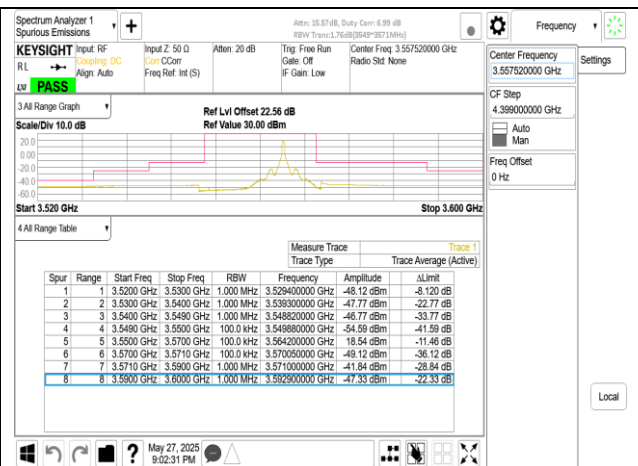 Spectrum Analyzer 1
Spurious Emissions
Attn: 15.57dB, Duty Corr: 6.99 dB
RBW Trans:1.76dB(3549~3571MHz)
Frequency
KEYSIGHT Input: RF Input Z: 50 Ω Atten: 20 dB Trig: Free Run Center Freq: 3.557520000 GHz
RL Coupling: DC Corr CCorr Gate: Off Radio Std: None
Align: Auto Freq Ref: Int (S) IF Gain: Low
LXI PASS
Center Frequency
3.557520000 GHz
Settings
CF Step
4.399000000 GHz
Auto
Man
Freq Offset
0 Hz
3 All Range Graph
Ref Lvl Offset 22.56 dB
Scale/Div 10.0 dB Ref Value 30.00 dBm
20.0
0.00
-20.0
-40.0
-60.0
Start 3.520 GHz Stop 3.600 GHz
4 All Range Table
Measure Trace Trace 1
Trace Type Trace Average (Active)
Spur Range Start Freq Stop Freq RBW Frequency Amplitude ΔLimit
1 1 3.5200 GHz 3.5300 GHz 1.000 MHz 3.529400000 GHz -48.12 dBm -8.120 dB
2 2 3.5300 GHz 3.5400 GHz 1.000 MHz 3.539300000 GHz -47.77 dBm -22.77 dB
3 3 3.5400 GHz 3.5490 GHz 1.000 MHz 3.548820000 GHz -46.77 dBm -33.77 dB
4 4 3.5490 GHz 3.5500 GHz 100.0 kHz 3.549880000 GHz -54.59 dBm -41.59 dB
5 5 3.5500 GHz 3.5700 GHz 100.0 kHz 3.564200000 GHz 18.54 dBm -11.46 dB
6 6 3.5700 GHz 3.5710 GHz 100.0 kHz 3.570050000 GHz -49.12 dBm -36.12 dB
7 7 3.5710 GHz 3.5900 GHz 1.000 MHz 3.571000000 GHz -41.84 dBm -28.84 dB
8 8 3.5900 GHz 3.6000 GHz 1.000 MHz 3.592900000 GHz -47.33 dBm -22.33 dB
Local
May 27, 2025
9:02:31 PM